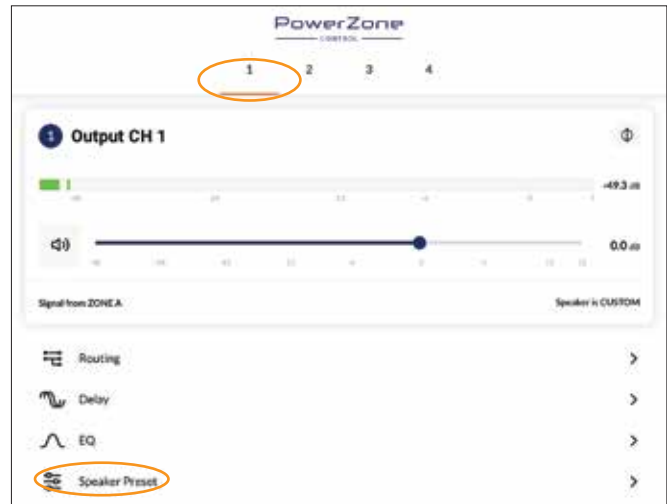 PowerZone
CONTROL
1 2 3 4
1 Output CH 1
-49.3 dB
0.0 dB
Signal from ZONE A
Speaker is CUSTOM
Routing
Delay
EQ
Speaker Preset